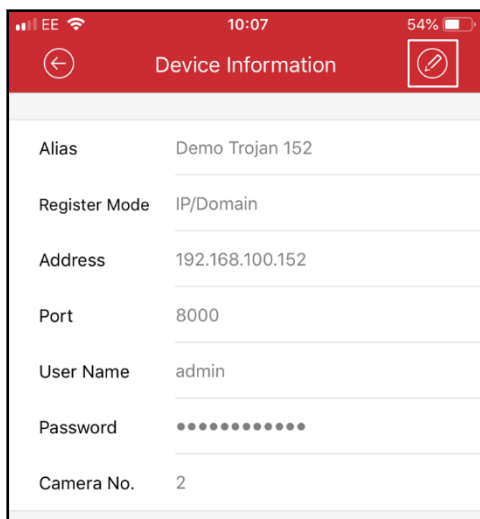 EE 10:07 54%
Device Information
Alias Demo Trojan 152
Register Mode IP/Domain
Address 192.168.100.152
Port 8000
User Name admin
Password ••••••••••••
Camera No. 2